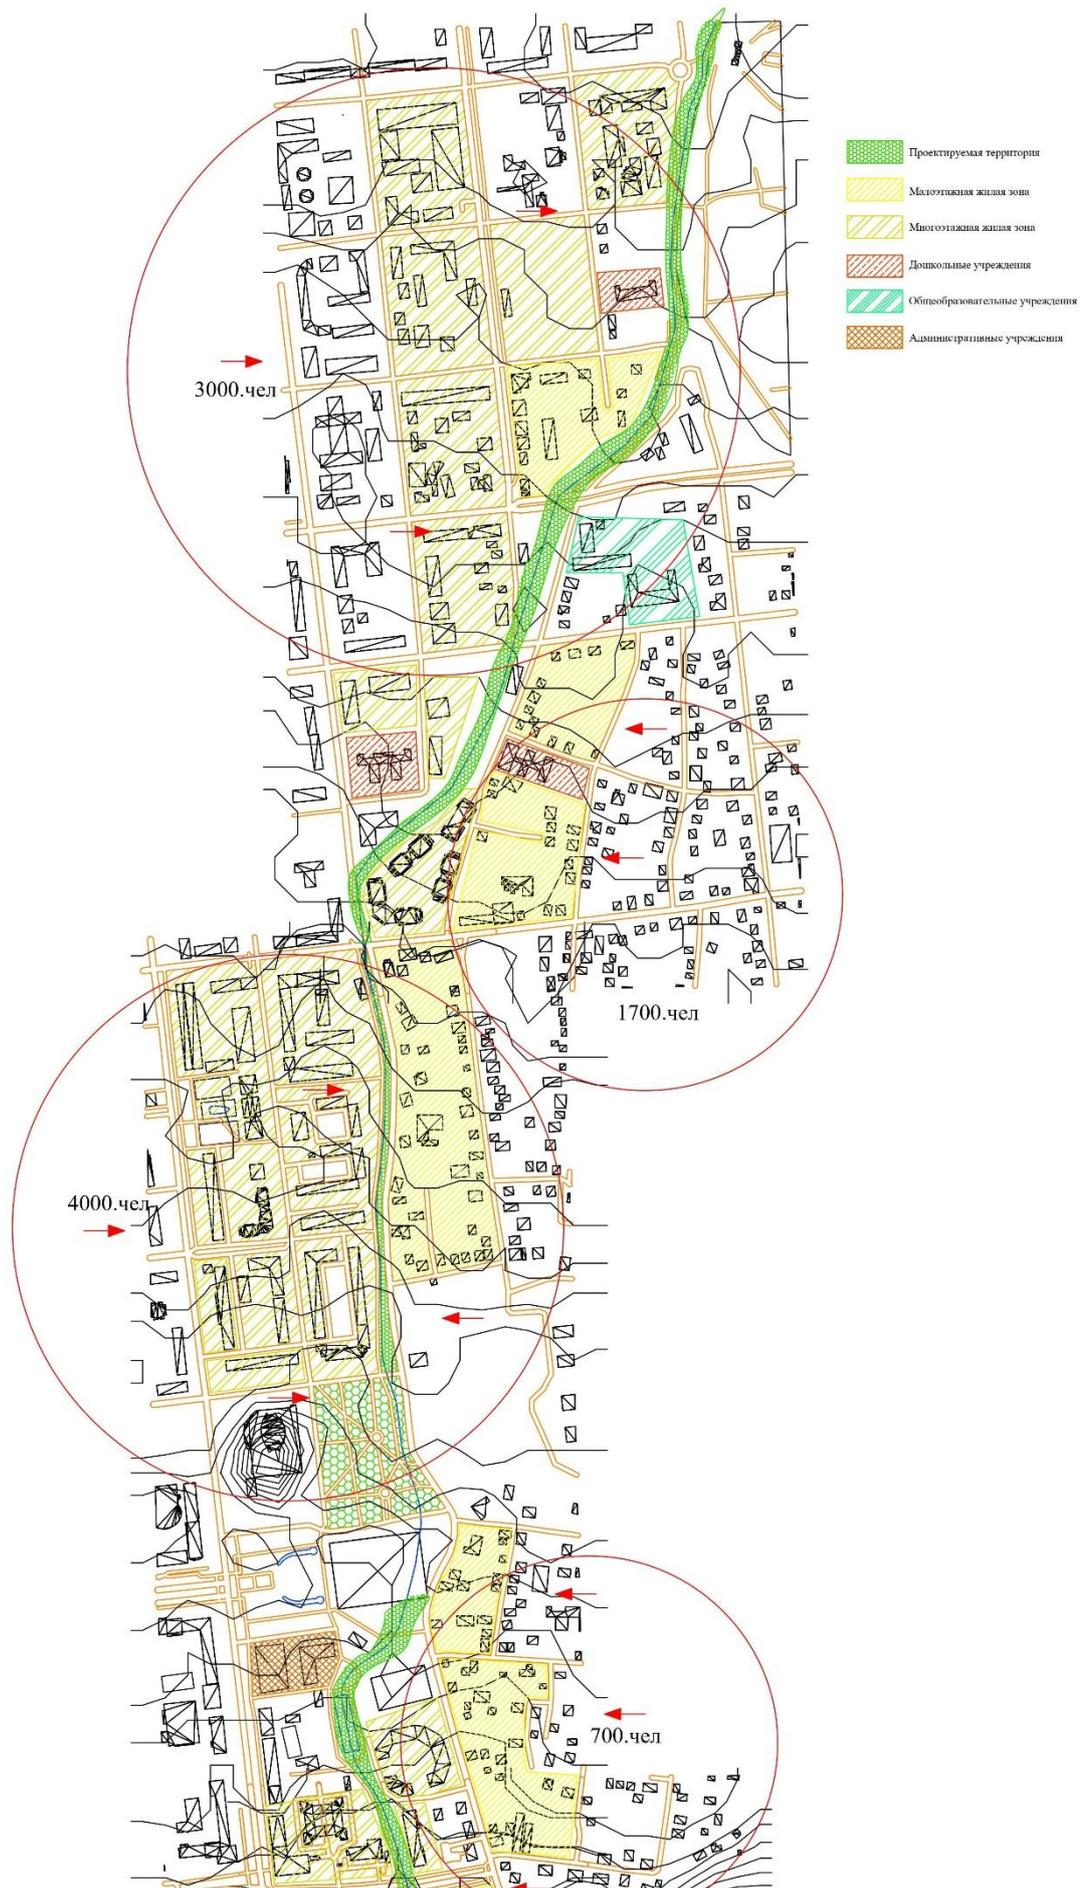 Проектируемая территория
Малоэтажная жилая зона
Многоэтажная жилая зона
Дошкольные учреждения
Общеобразовательные учреждения
Административные учреждения
3000.чел
1700.чел
4000.чел
700.чел